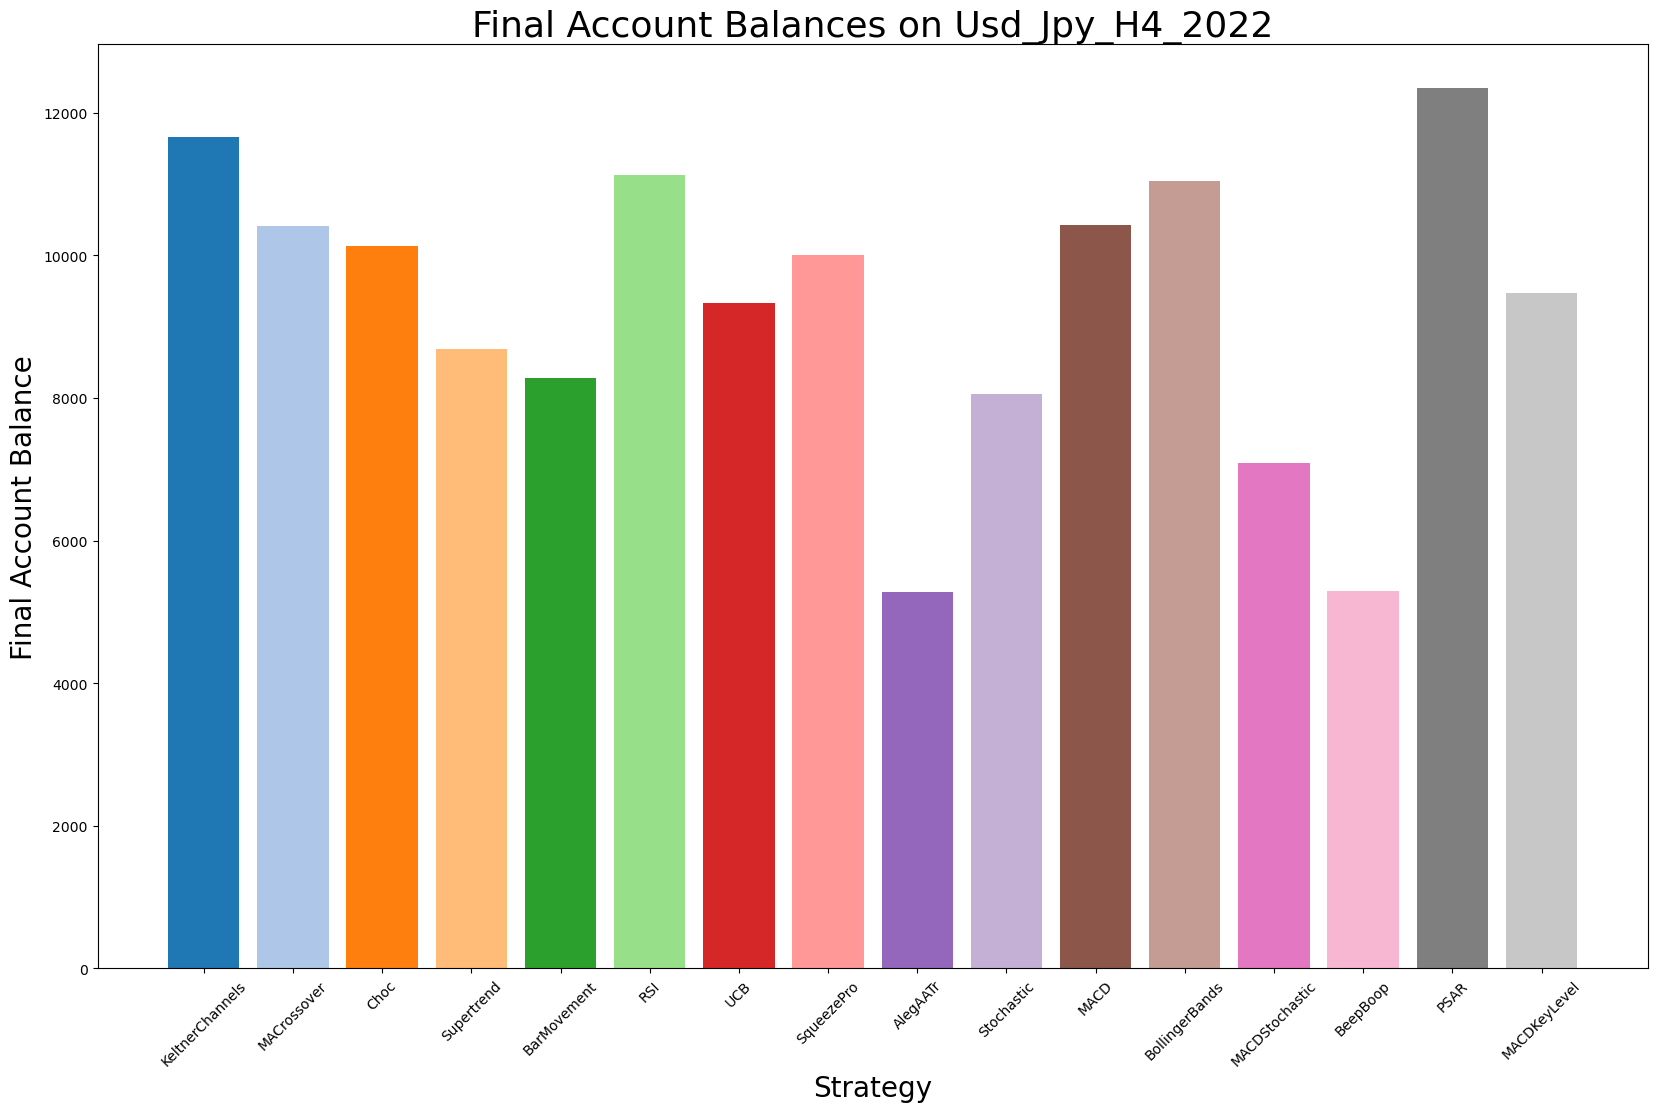 Final Account Balances on Usd_Jpy_H4_2022
Final Account Balance
12000
10000
8000
6000
4000
2000
0
KeltnerChannels
MACrossover
Choc
Supertrend
BarMovement
RSI
UCB
SqueezePro
AlegAATr
Stochastic
MACD
BollingerBands
MACDStochastic
BeepBoop
PSAR
MACDKeyLevel
Strategy